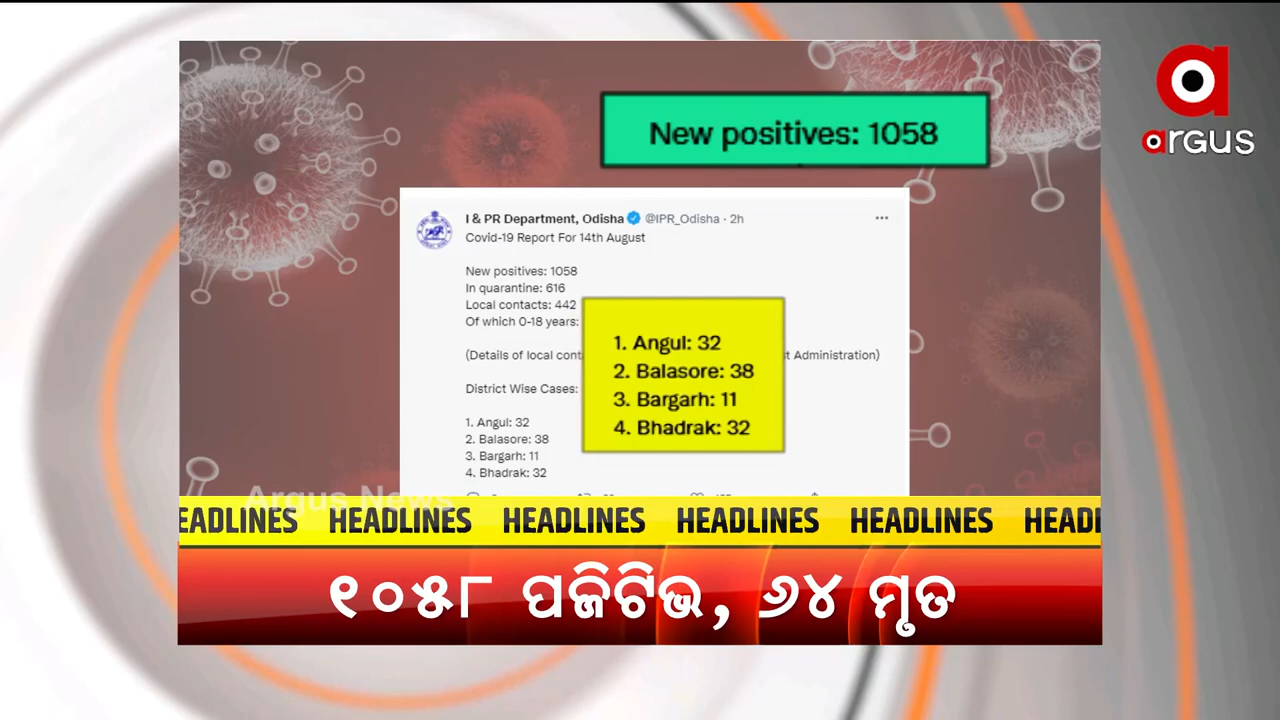 argus
New positives: 1058
I & PR Department, Odisha @IPR_Odisha · 2h
Covid-19 Report For 14th August
New positives: 1058
In quarantine: 616
Local contacts: 442
Of which 0-18 years:
(Details of local
Administration)
District Wise Cases:
1. Angul: 32
2. Balasore: 38
3. Bargarh: 11
4. Bhadrak: 32
1. Angul: 32
2. Balasore: 38
3. Bargarh: 11
4. Bhadrak: 32
Argus News
EADLINES HEADLINES HEADLINES HEADLINES HEADLINES HEADL
୧୦୫୮ ପଜିଟିଭ, ୬୪ ମୃତ